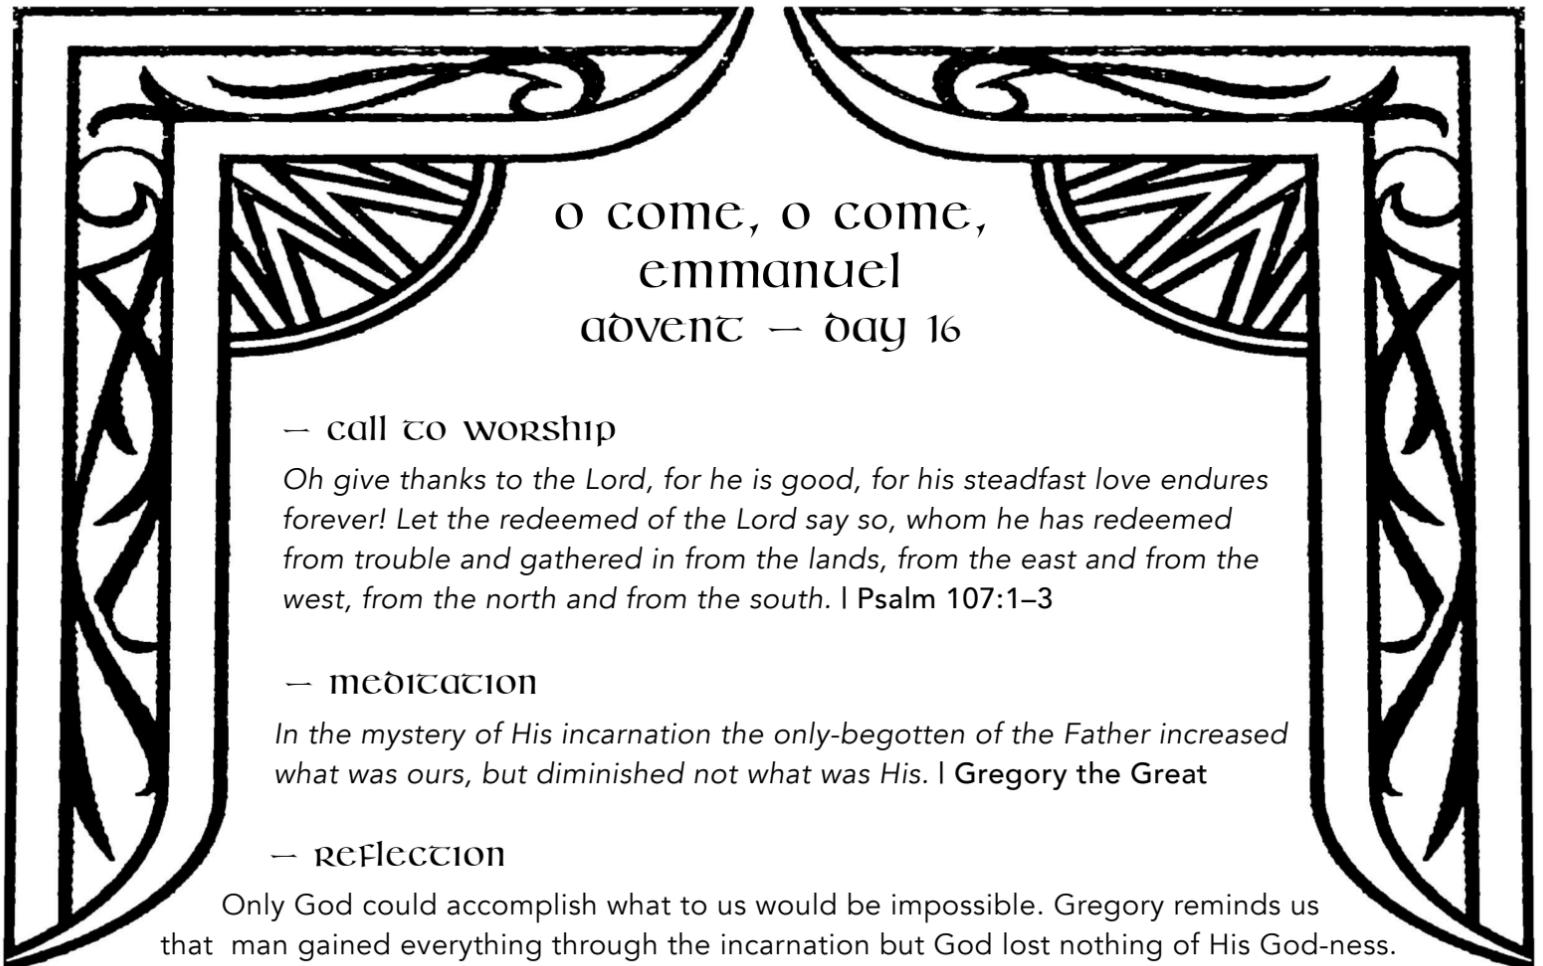 o come, o come,
emmanuel
advent – day 16
– call to worship
Oh give thanks to the Lord, for he is good, for his steadfast love endures
forever! Let the redeemed of the Lord say so, whom he has redeemed
from trouble and gathered in from the lands, from the east and from the
west, from the north and from the south. | Psalm 107:1–3
– meditation
In the mystery of His incarnation the only-begotten of the Father increased
what was ours, but diminished not what was His. | Gregory the Great
– reflection
Only God could accomplish what to us would be impossible. Gregory reminds us
that  man gained everything through the incarnation but God lost nothing of His God-ness.